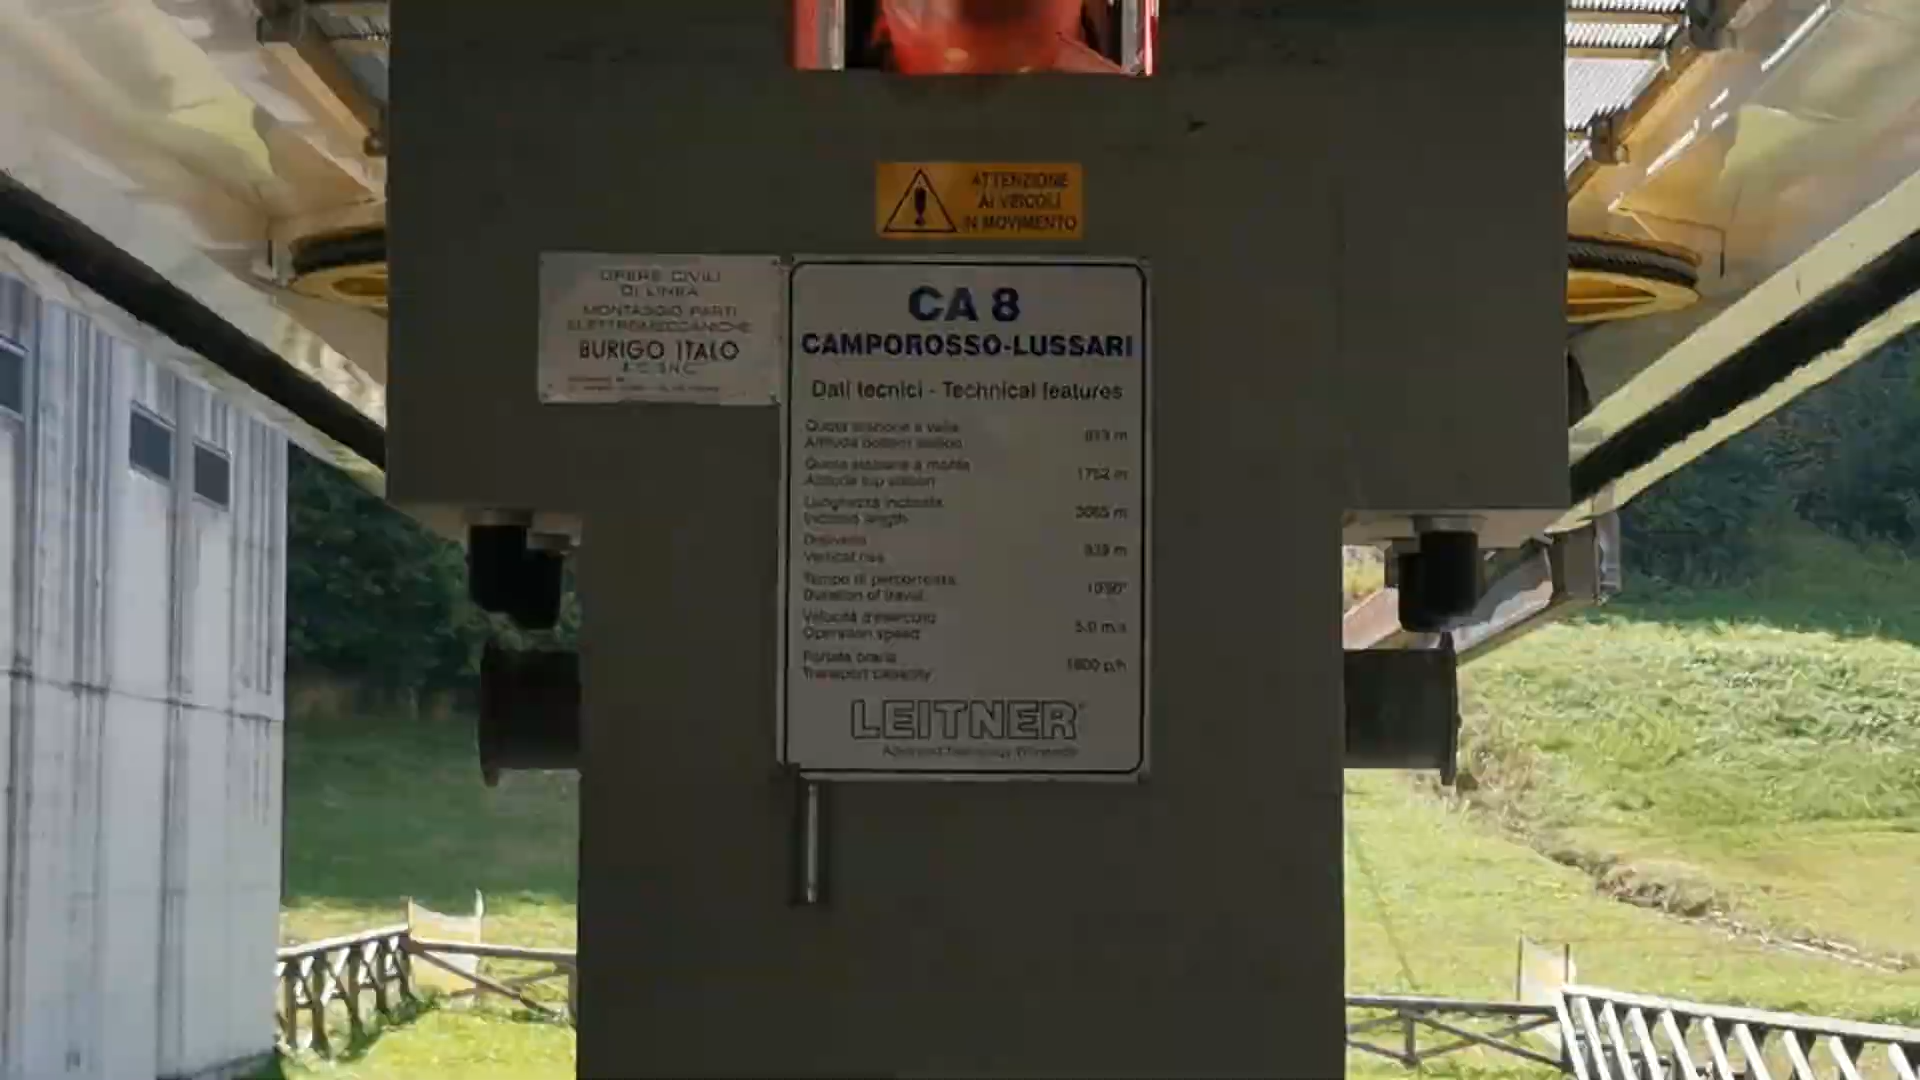 ATTENZIONE
AI VEICOLI
IN MOVIMENTO
OPERE CIVILI
DI LINEA
MONTAGGIO PARTI
ELETTROMECCANICHE
BURIGO ITALO
& C. S.N.C.
CA 8
CAMPOROSSO-LUSSARI
Dati tecnici - Technical features
Quota stazione a valle
Altitude bottom station
Quota stazione a monte
Altitude top station 1752 m
Lunghezza inclinata
Inclined length 3065 m
Dislivello
Vertical rise 939 m
Tempo di percorrenza
Duration of travel
Velocità d'esercizio
Operation speed 5.0 m/s
Portata oraria
Transport capacity 1800 p/h
LEITNER